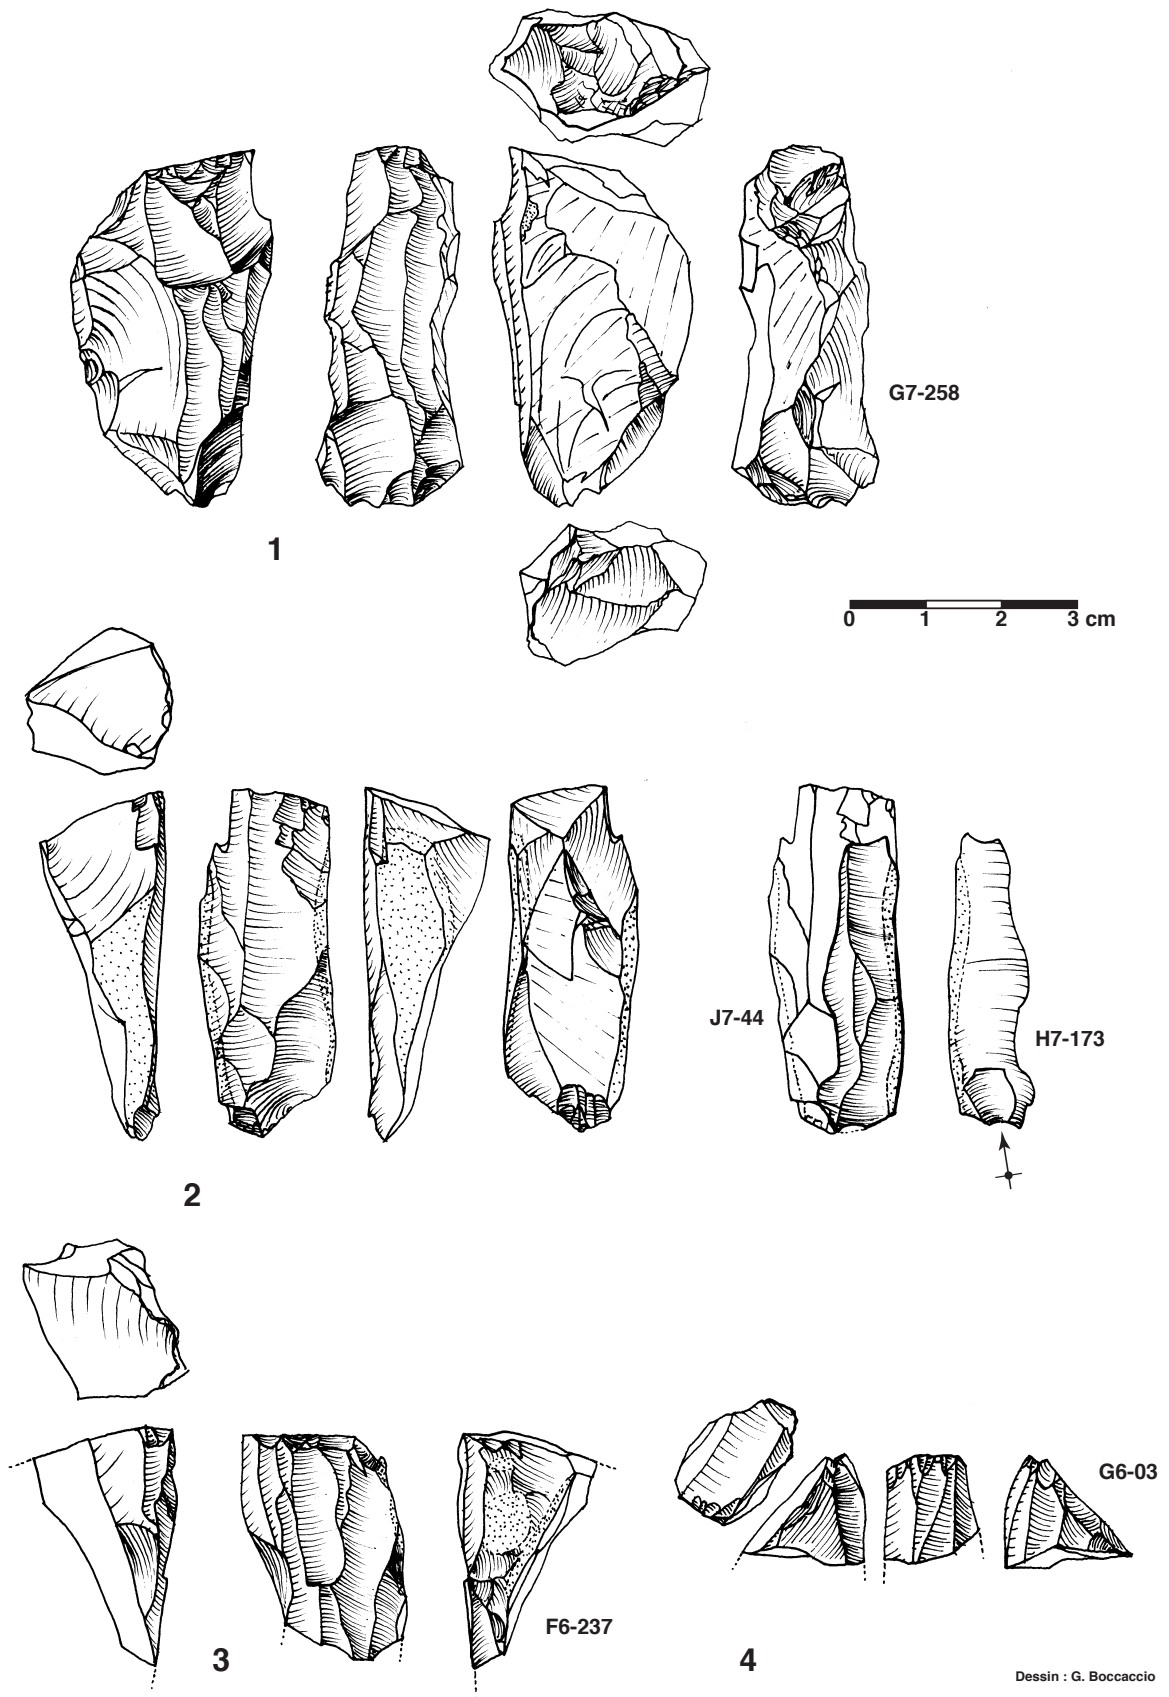 G7-258
1
0 1 2 3 cm
J7-44
H7-173
2
G6-03
F6-237
3
4
Dessin : G. Boccaccio